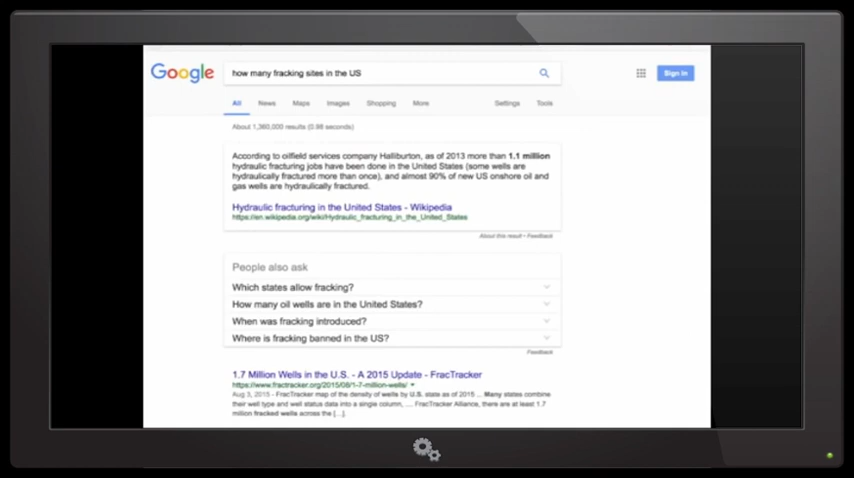 Google
how many fracking sites in the US
Sign in
All News Maps Images Shopping More Settings Tools
About 1,360,000 results (0.98 seconds)
According to oilfield services company Halliburton, as of 2013 more than 1.1 million
hydraulic fracturing jobs have been done in the United States (some wells are
hydraulically fractured more than once), and almost 90% of new US onshore oil and
gas wells are hydraulically fractured.
Hydraulic fracturing in the United States - Wikipedia
https://en.wikipedia.org/wiki/Hydraulic_fracturing_in_the_United_States
About this result • Feedback
People also ask
Which states allow fracking?
How many oil wells are in the United States?
When was fracking introduced?
Where is fracking banned in the US?
Feedback
1.7 Million Wells in the U.S. - A 2015 Update - FracTracker
https://www.fractracker.org/2015/08/1-7-million-wells/
Aug 3, 2015 - FracTracker map of the density of wells by U.S. state as of 2015 ... Many states combine
their well type and well status data into a single column, .... FracTracker Alliance, there are at least 1.7
million fracked wells across the [...].